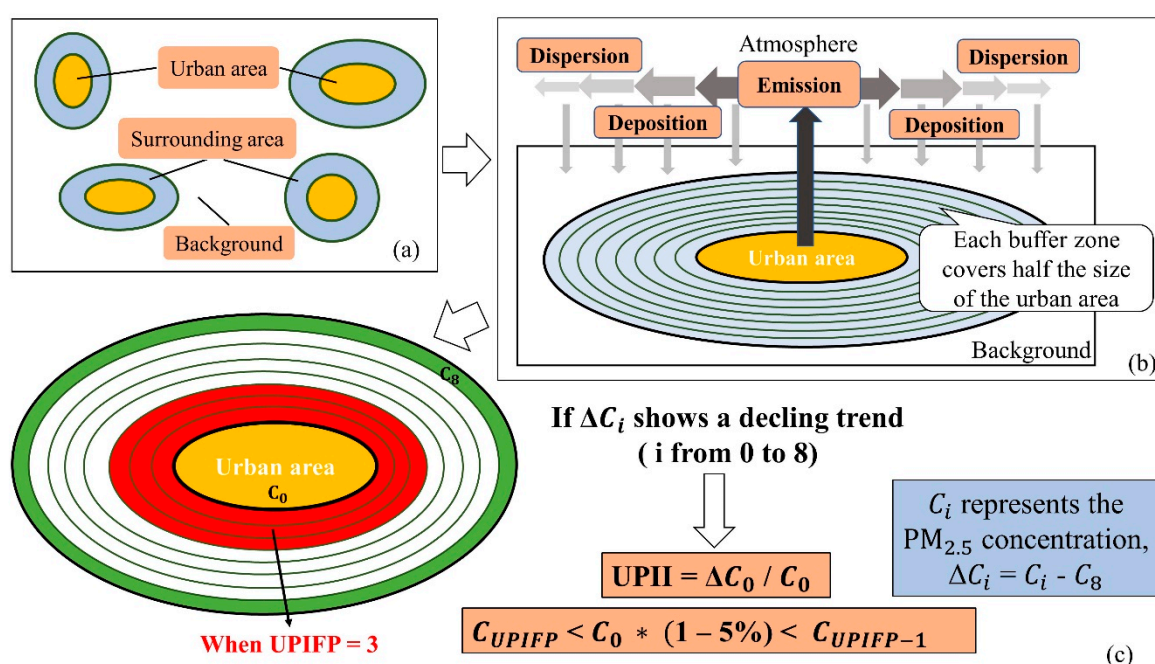 Urban area
Surrounding area
Background
(a)
Atmosphere
Dispersion
Dispersion
Emission
Deposition
Deposition
Urban area
Each buffer zone
covers half the size
of the urban area
Background
(b)
C₈
Urban area
C₀
When UPIFP = 3
If ΔCᵢ shows a decling trend
( i from 0 to 8)
UPII = ΔC₀ / C₀
C_UPIFP < C₀ * (1 – 5%) < C_UPIFP−1
Cᵢ represents the
PM₂.₅ concentration,
ΔCᵢ = Cᵢ - C₈
(c)